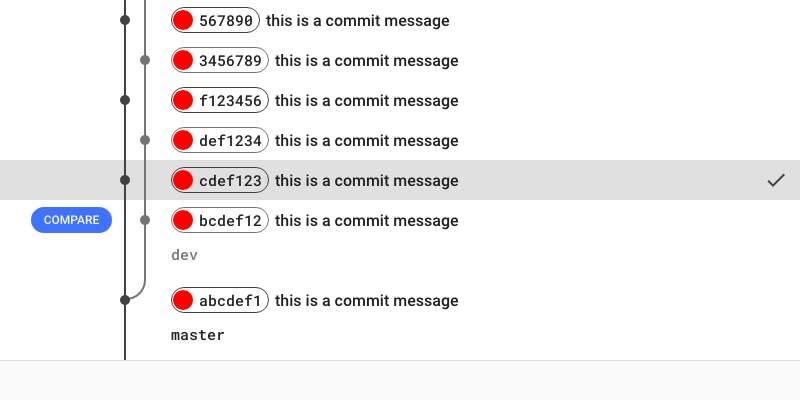 567890 this is a commit message
3456789 this is a commit message
f123456 this is a commit message
def1234 this is a commit message
cdef123 this is a commit message
COMPARE bcdef12 this is a commit message
dev
abcdef1 this is a commit message
master